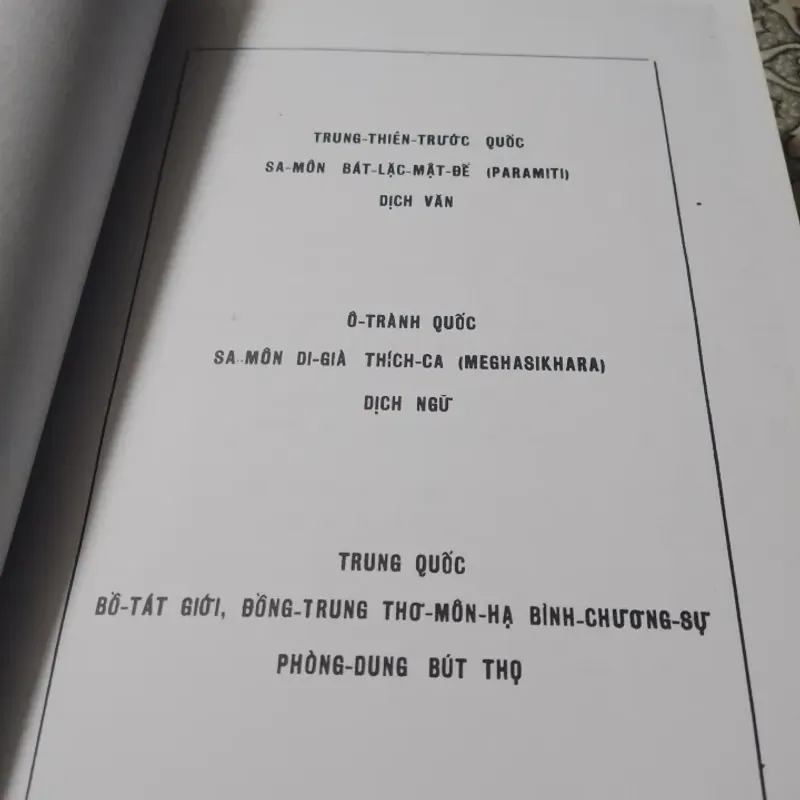 TRUNG-THIÊN-TRƯỚC QUỐC
SA-MÔN BÁT-LẶC-MẬT-ĐẾ (PARAMITI)
DỊCH VĂN
Ô-TRÀNH QUỐC
SA-MÔN DI-GIÀ THÍCH-CA (MEGHASIKHARA)
DỊCH NGỮ
TRUNG QUỐC
BỒ-TÁT GIỚI, ĐỒNG-TRUNG THƠ-MÔN-HẠ BÌNH-CHƯƠNG-SỰ
PHÒNG-DUNG BÚT THỌ